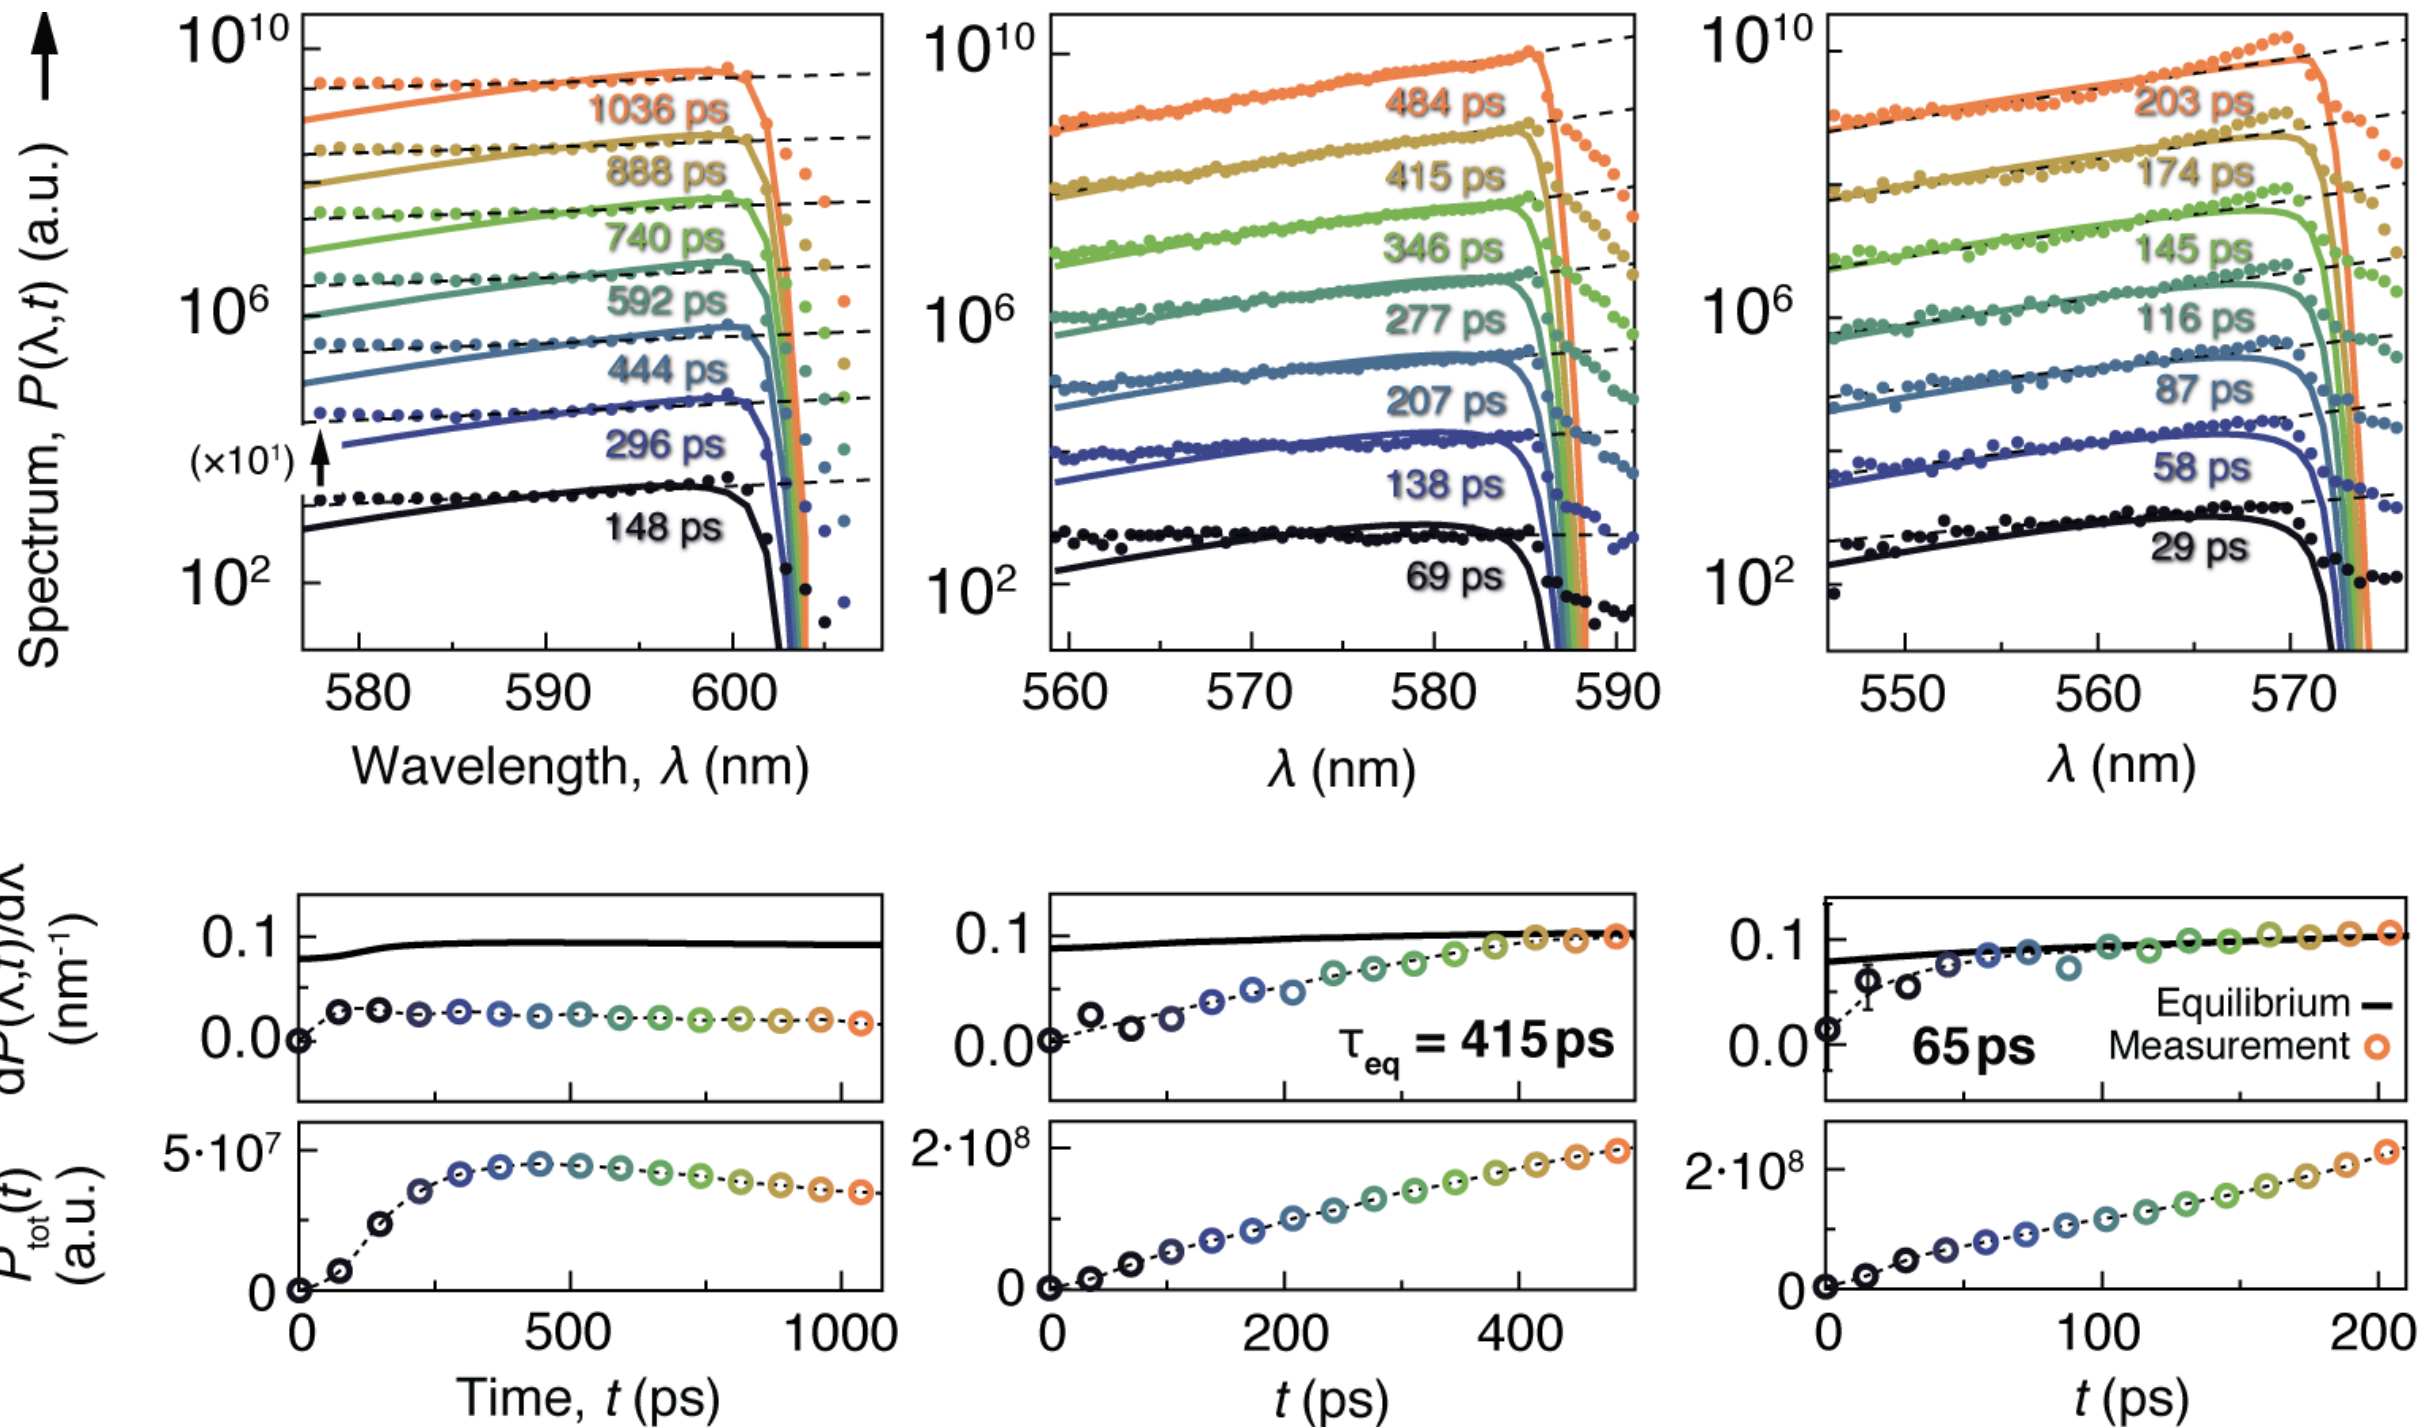 Spectrum, P(λ,t) (a.u.)
10¹⁰
10⁶
(×10¹)
10²
1036 ps
888 ps
740 ps
592 ps
444 ps
296 ps
148 ps
580 590 600
Wavelength, λ (nm)
10¹⁰
10⁶
10²
484 ps
415 ps
346 ps
277 ps
207 ps
138 ps
69 ps
560 570 580 590
λ (nm)
10¹⁰
10⁶
10²
203 ps
174 ps
145 ps
116 ps
87 ps
58 ps
29 ps
550 560 570
λ (nm)
dP(λ,t)/dλ
(nm⁻¹)
0.1
0.0
0.1
0.0
τeq = 415 ps
0.1
0.0
Equilibrium
65 ps
Measurement
Ptot(t)
(a.u.)
5·10⁷
0
0 500 1000
Time, t (ps)
2·10⁸
0
0 200 400
t (ps)
2·10⁸
0
0 100 200
t (ps)